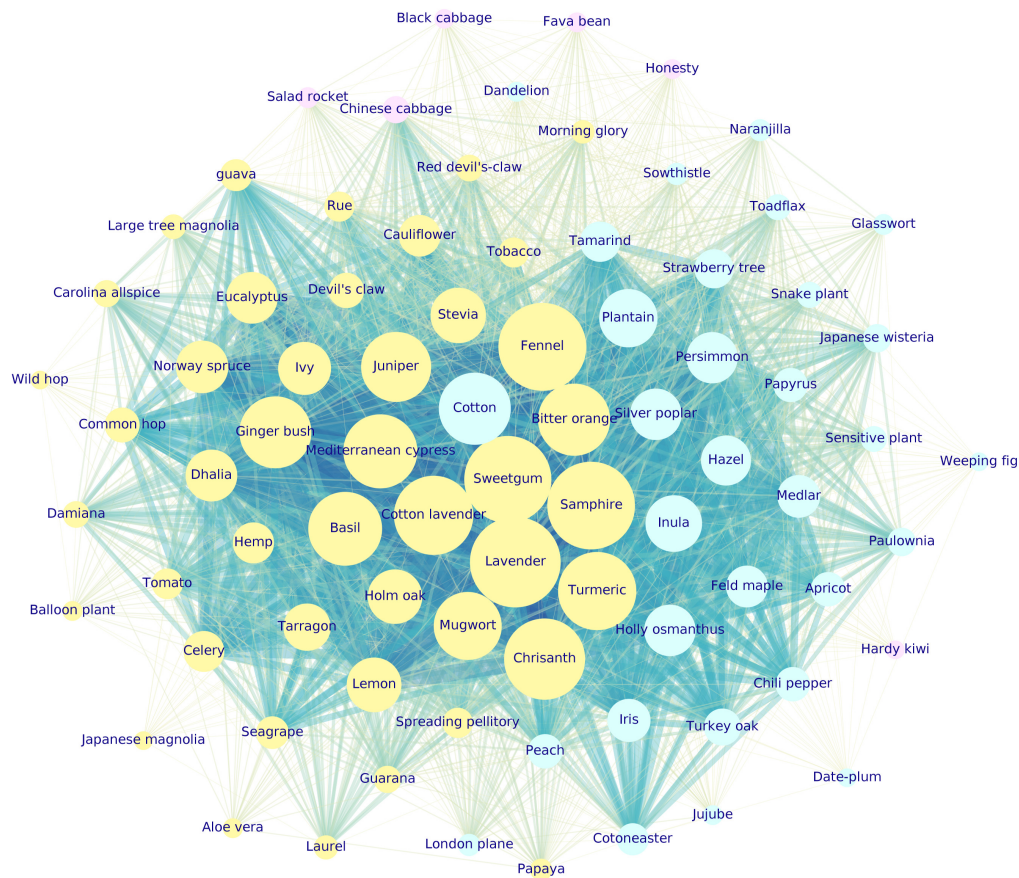 Black cabbage
Fava bean
Honesty
Dandelion
Salad rocket
Chinese cabbage
Morning glory
Naranjilla
Red devil's-claw
Sowthistle
guava
Rue
Toadflax
Large tree magnolia
Cauliflower
Tamarind
Glasswort
Tobacco
Strawberry tree
Carolina allspice
Eucalyptus
Devil's claw
Snake plant
Stevia
Plantain
Japanese wisteria
Fennel
Persimmon
Norway spruce
Ivy
Juniper
Wild hop
Papyrus
Cotton
Silver poplar
Bitter orange
Common hop
Ginger bush
Sensitive plant
Mediterranean cypress
Hazel
Weeping fig
Dhalia
Sweetgum
Medlar
Samphire
Damiana
Cotton lavender
Inula
Basil
Hemp
Paulownia
Lavender
Tomato
Feld maple
Apricot
Turmeric
Holm oak
Balloon plant
Tarragon
Mugwort
Holly osmanthus
Celery
Hardy kiwi
Chrisanth
Lemon
Chili pepper
Spreading pellitory
Iris
Turkey oak
Seagrape
Japanese magnolia
Peach
Guarana
Date-plum
Jujube
Aloe vera
Cotoneaster
London plane
Laurel
Papaya